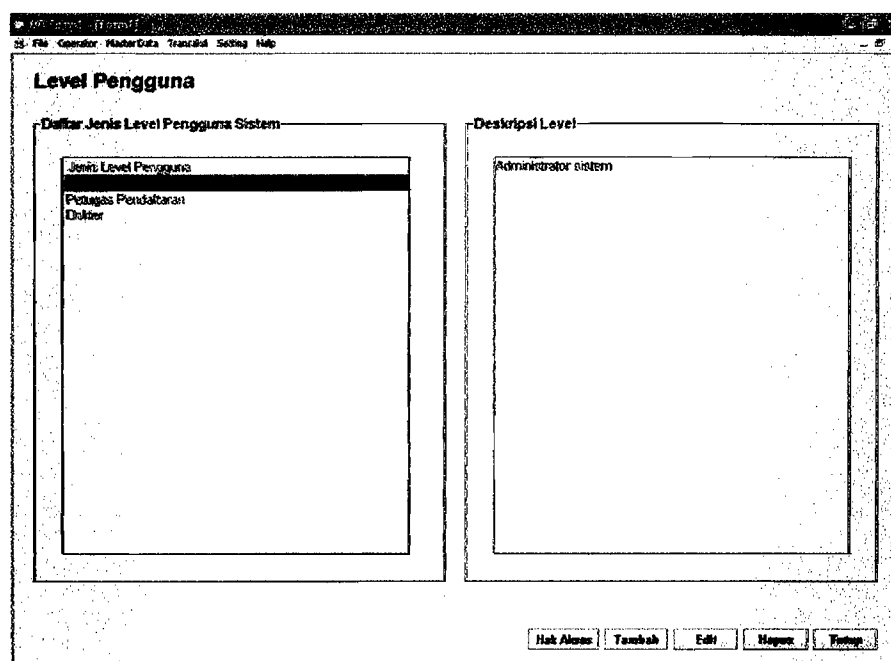 File Operator MasterData Transaksi Setting Help
Level Pengguna
Daftar Jenis Level Pengguna Sistem
Deskripsi Level
Jenis Level Pengguna
Administrator sistem
Petugas Pendaftaran
Dokter
Hak Akses Tambah Edit Hapus Tutup